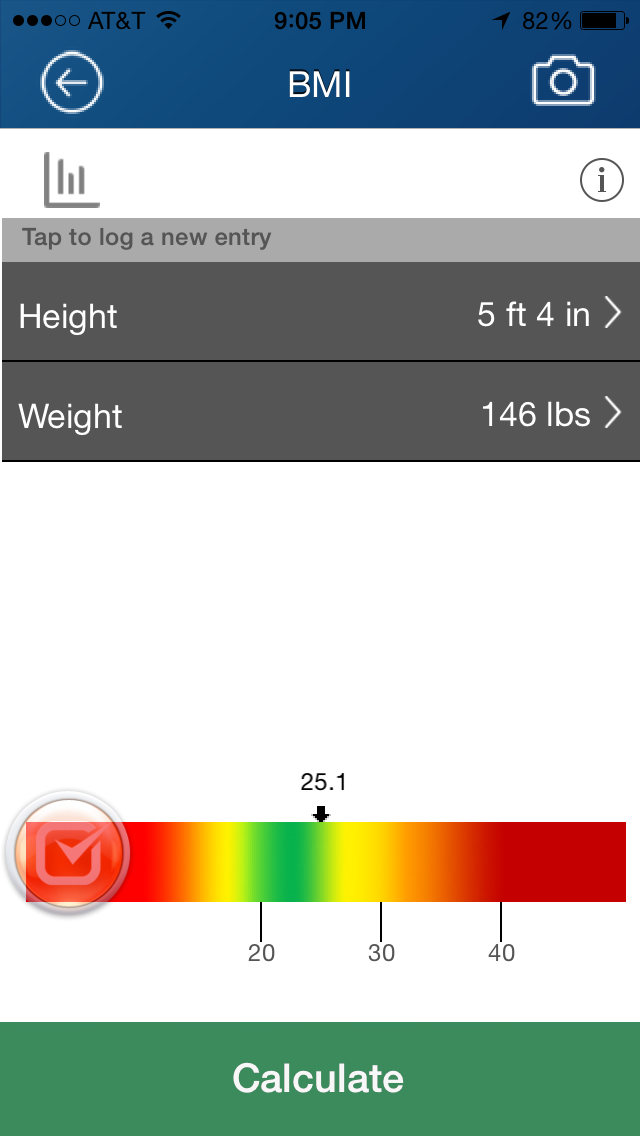 AT&T 9:05 PM 82%
BMI
i
Tap to log a new entry
Height 5 ft 4 in
Weight 146 lbs
25.1
20 30 40
Calculate